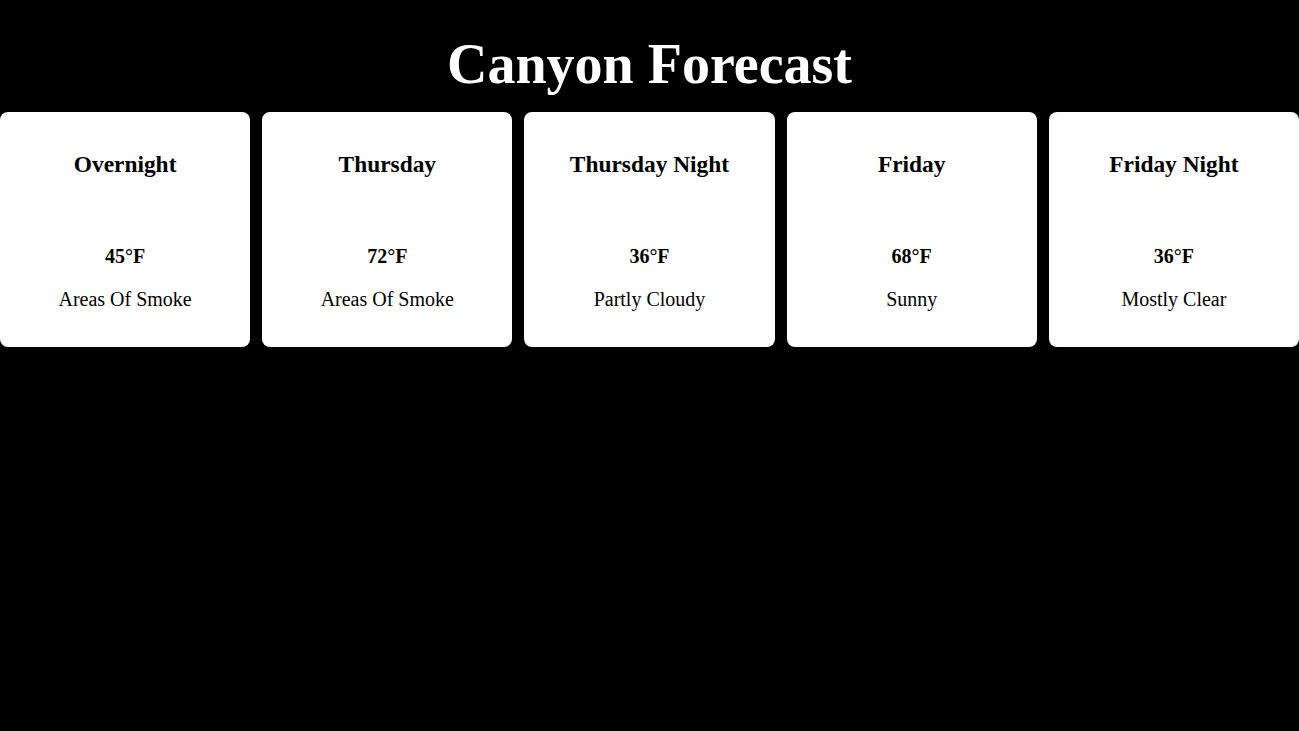 Canyon Forecast
Overnight
45°F
Areas Of Smoke
Thursday
72°F
Areas Of Smoke
Thursday Night
36°F
Partly Cloudy
Friday
68°F
Sunny
Friday Night
36°F
Mostly Clear